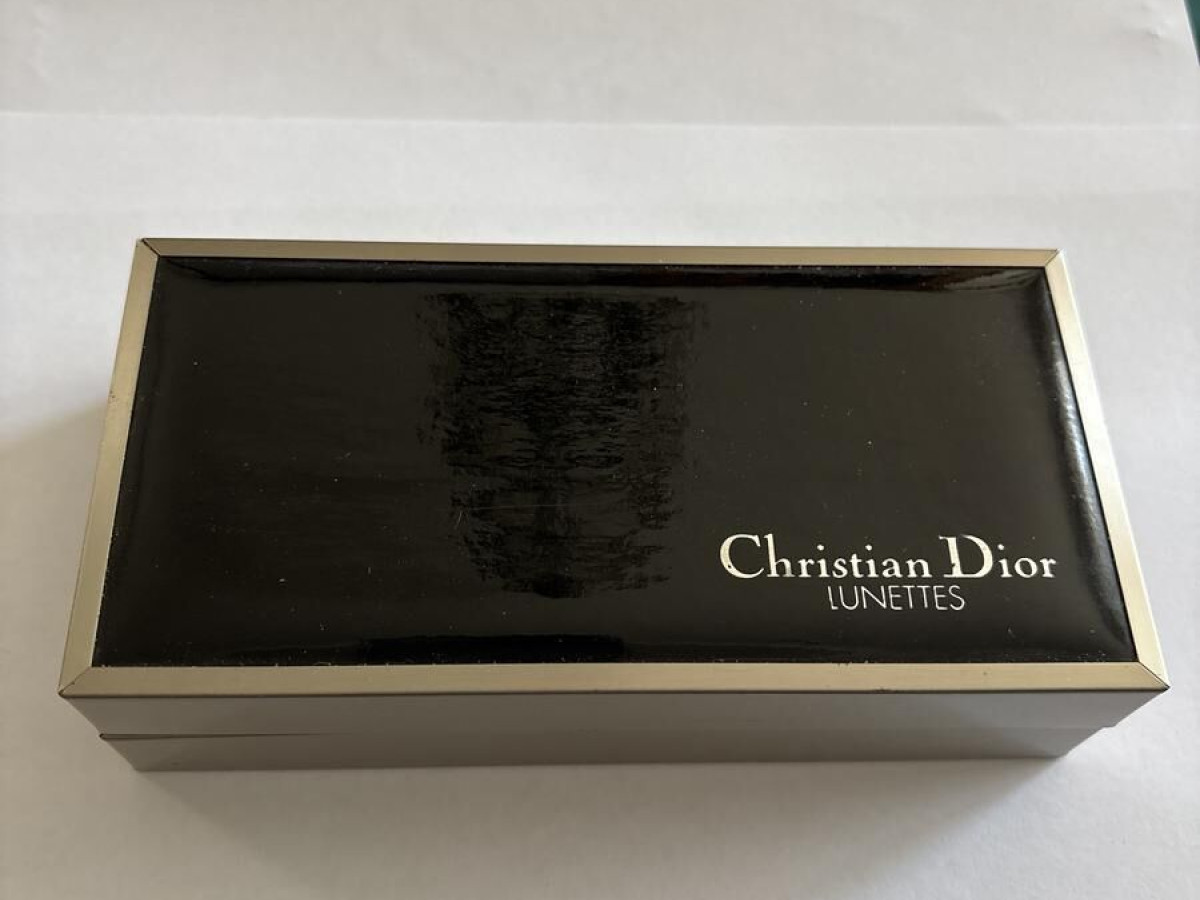 Christian Dior
LUNETTES